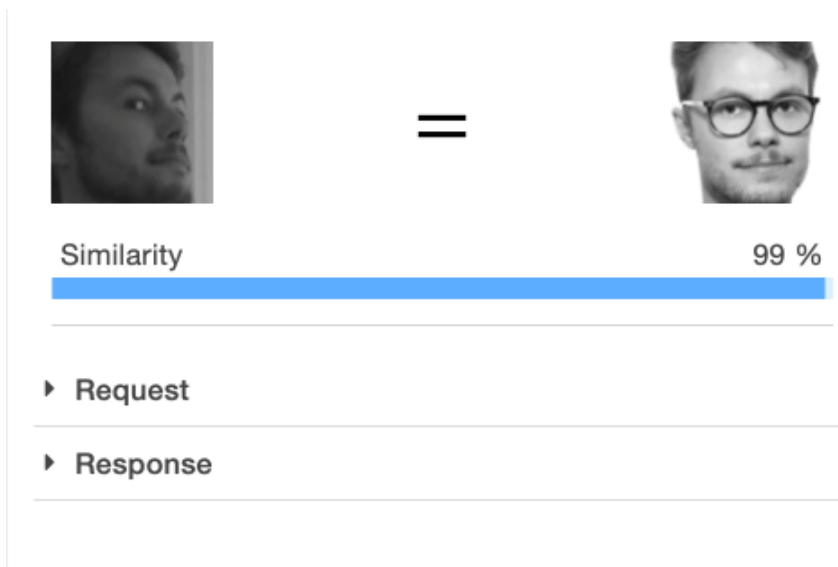 =
Similarity 99 %
Request
Response